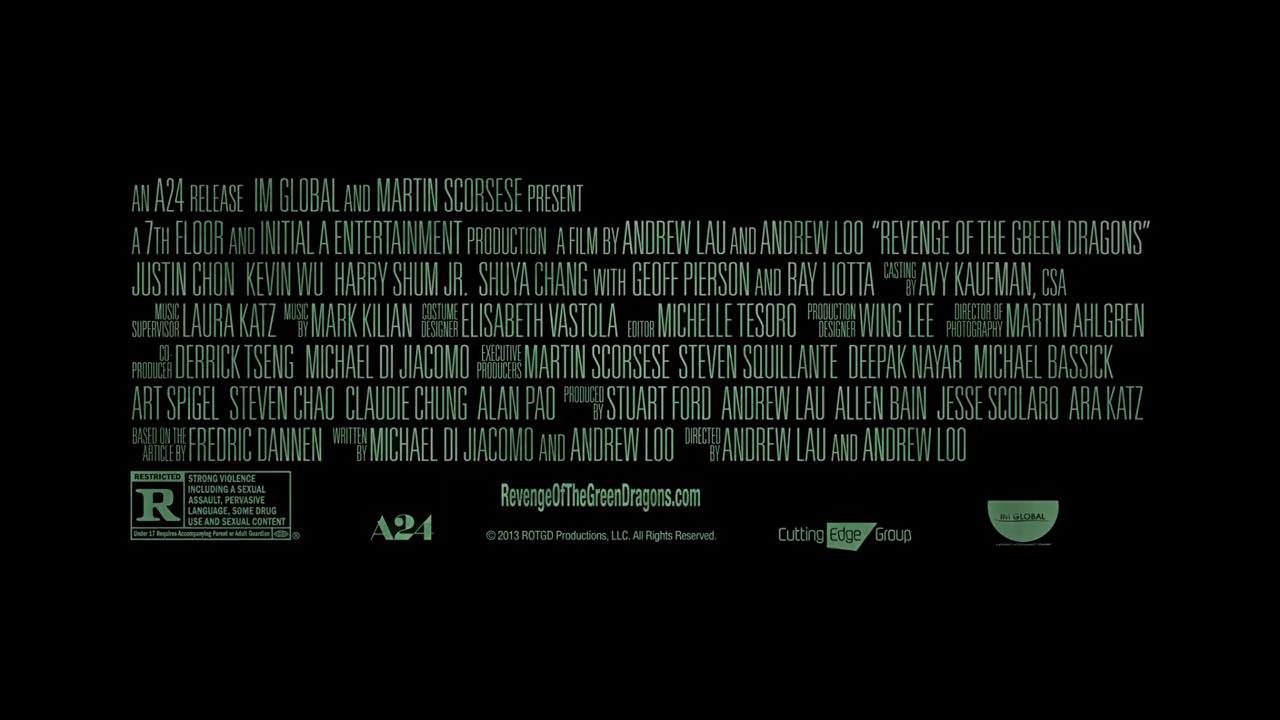 AN A24 RELEASE IM GLOBAL AND MARTIN SCORSESE PRESENT
A 7TH FLOOR AND INITIAL A ENTERTAINMENT PRODUCTION A FILM BY ANDREW LAU AND ANDREW LOO "REVENGE OF THE GREEN DRAGONS"
JUSTIN CHON KEVIN WU HARRY SHUM JR. SHUYA CHANG WITH GEOFF PIERSON AND RAY LIOTTA CASTING BY AVY KAUFMAN, CSA
MUSIC SUPERVISOR LAURA KATZ MUSIC BY MARK KILIAN COSTUME DESIGNER ELISABETH VASTOLA EDITOR MICHELLE TESORO PRODUCTION DESIGNER WING LEE DIRECTOR OF PHOTOGRAPHY MARTIN AHLGREN
CO-PRODUCER DERRICK TSENG MICHAEL DI JIACOMO EXECUTIVE PRODUCERS MARTIN SCORSESE STEVEN SQUILLANTE DEEPAK NAYAR MICHAEL BASSICK
ART SPIGEL STEVEN CHAO CLAUDIE CHUNG ALAN PAO PRODUCED BY STUART FORD ANDREW LAU ALLEN BAIN JESSE SCOLARO ARA KATZ
BASED ON THE ARTICLE BY FREDRIC DANNEN WRITTEN BY MICHAEL DI JIACOMO AND ANDREW LOO DIRECTED BY ANDREW LAU AND ANDREW LOO
RESTRICTED
R
STRONG VIOLENCE
INCLUDING A SEXUAL
ASSAULT, PERVASIVE
LANGUAGE, SOME DRUG
USE AND SEXUAL CONTENT
Under 17 Requires Accompanying Parent or Adult Guardian ®
A24
RevengeOfTheGreenDragons.com
© 2013 ROTGD Productions, LLC. All Rights Reserved.
Cutting Edge Group
IM GLOBAL